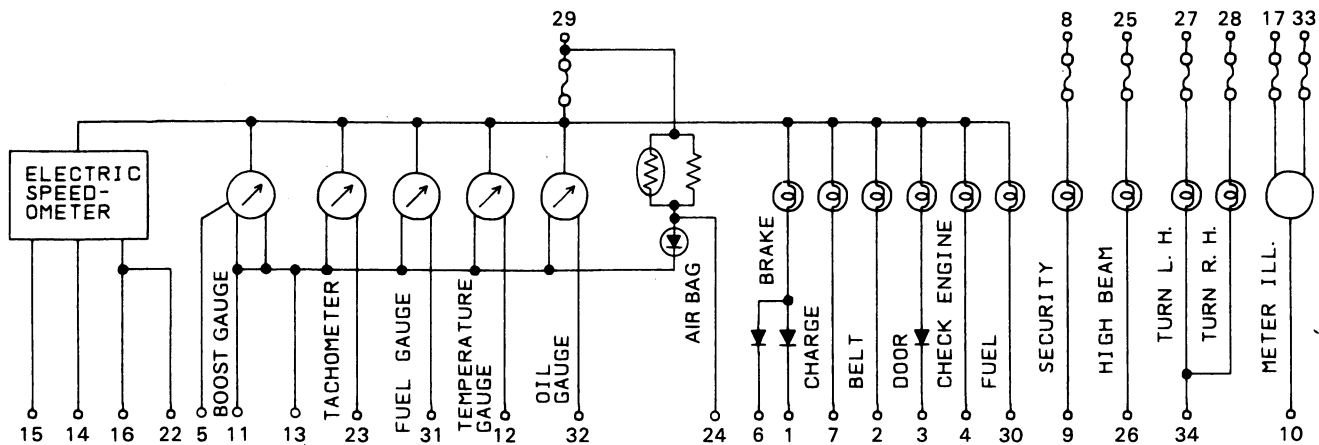 29
8 25 27 28 17 33
ELECTRIC
SPEED-
OMETER
BOOST GAUGE
TACHOMETER
FUEL GAUGE
TEMPERATURE
GAUGE
OIL
GAUGE
AIR BAG
BRAKE
CHARGE
BELT
DOOR
CHECK ENGINE
FUEL
SECURITY
HIGH BEAM
TURN L. H.
TURN R. H.
METER ILL.
15 14 16 22 5 11 13 23 31 12 32 24 6 1 7 2 3 4 30 9 26 34 10